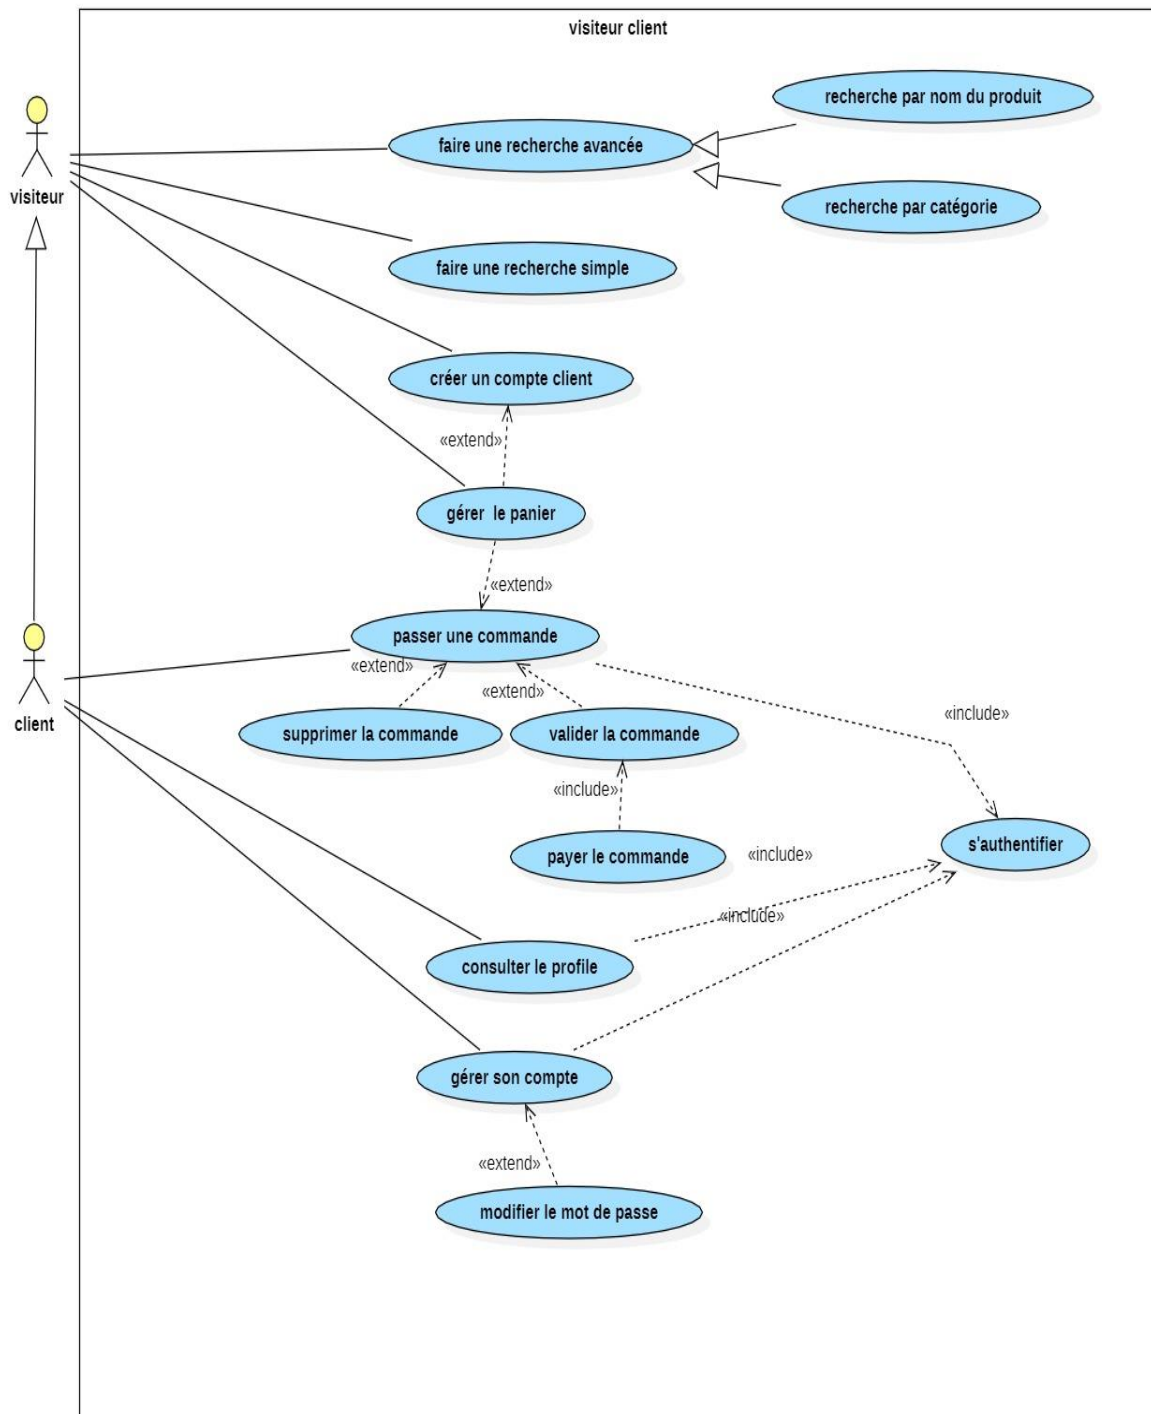 visiteur client
recherche par nom du produit
faire une recherche avancée
visiteur
recherche par catégorie
faire une recherche simple
créer un compte client
«extend»
gérer  le panier
«extend»
passer une commande
«extend»
«extend»
«include»
client
supprimer la commande
valider la commande
«include»
s'authentifier
payer le commande
«include»
«include»
consulter le profile
gérer son compte
«extend»
modifier le mot de passe